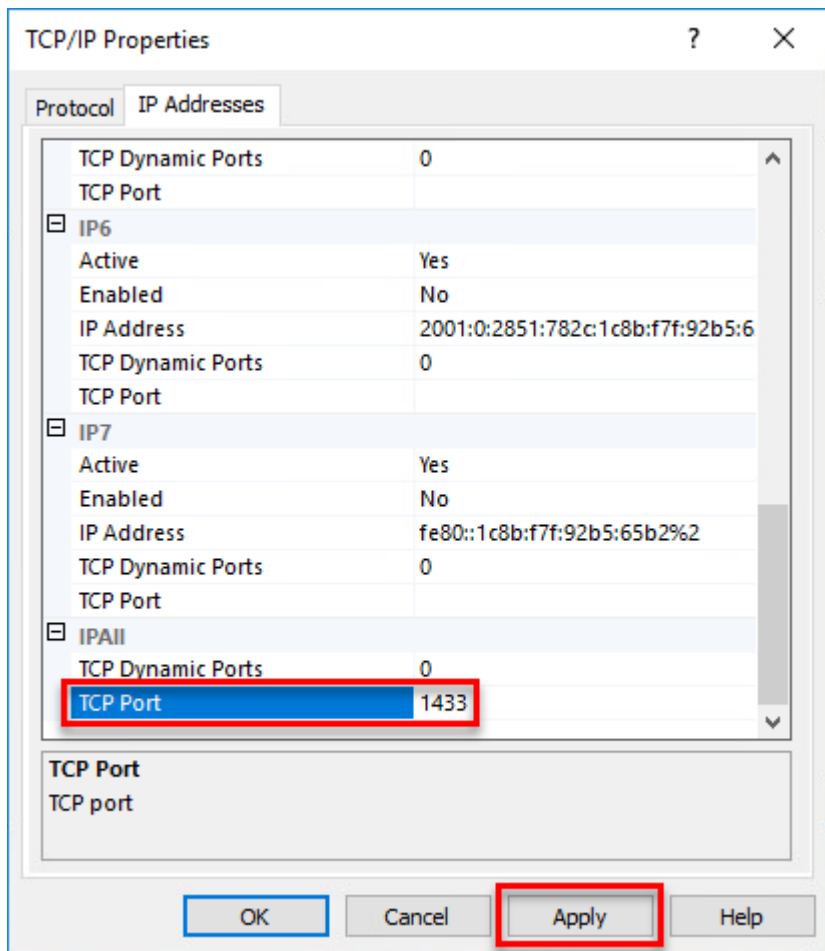 TCP/IP Properties ? ×
Protocol IP Addresses
TCP Dynamic Ports 0
TCP Port
IP6
Active Yes
Enabled No
IP Address 2001:0:2851:782c:1c8b:f7f:92b5:6
TCP Dynamic Ports 0
TCP Port
IP7
Active Yes
Enabled No
IP Address fe80::1c8b:f7f:92b5:65b2%2
TCP Dynamic Ports 0
TCP Port
IPAll
TCP Dynamic Ports 0
TCP Port 1433
TCP Port
TCP port
OK Cancel Apply Help